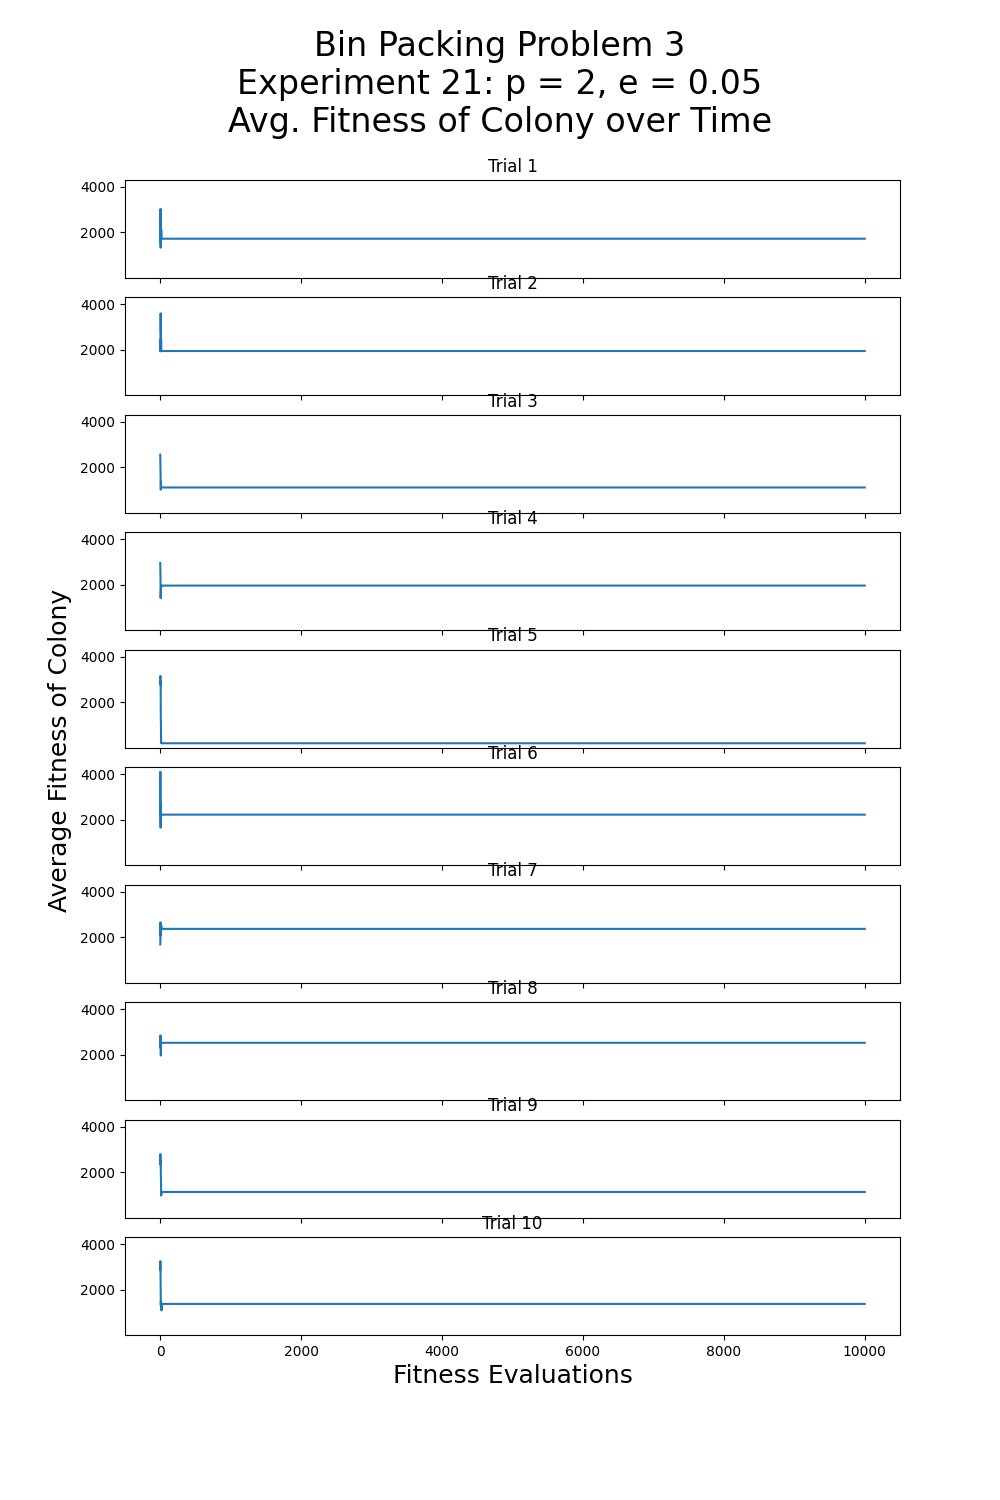 Bin Packing Problem 3
Experiment 21: p = 2, e = 0.05
Avg. Fitness of Colony over Time
Trial 1
4000
2000
Trial 2
4000
2000
Trial 3
4000
2000
Trial 4
4000
2000
Trial 5
4000
2000
Trial 6
4000
2000
Trial 7
4000
2000
Trial 8
4000
2000
Trial 9
4000
2000
Trial 10
4000
2000
0 2000 4000 6000 8000 10000
Fitness Evaluations
Average Fitness of Colony